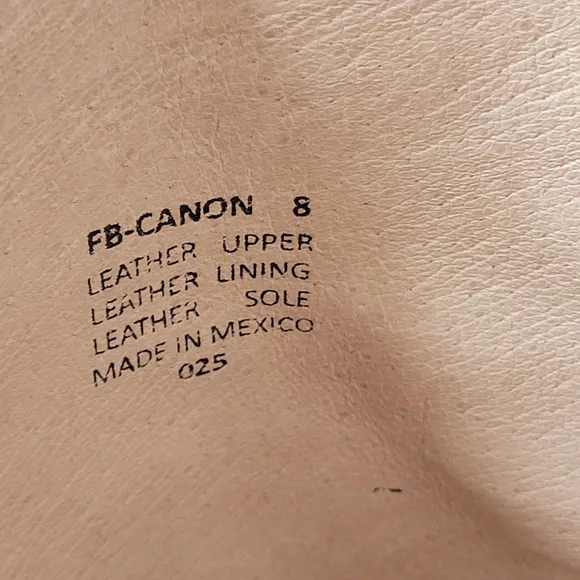 FB-CANON 8
LEATHER UPPER
LEATHER LINING
LEATHER SOLE
MADE IN MEXICO
025